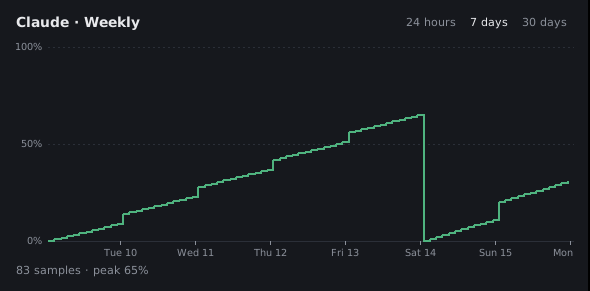 Claude · Weekly
24 hours 7 days 30 days
100%
50%
0%
Tue 10 Wed 11 Thu 12 Fri 13 Sat 14 Sun 15 Mon
83 samples · peak 65%